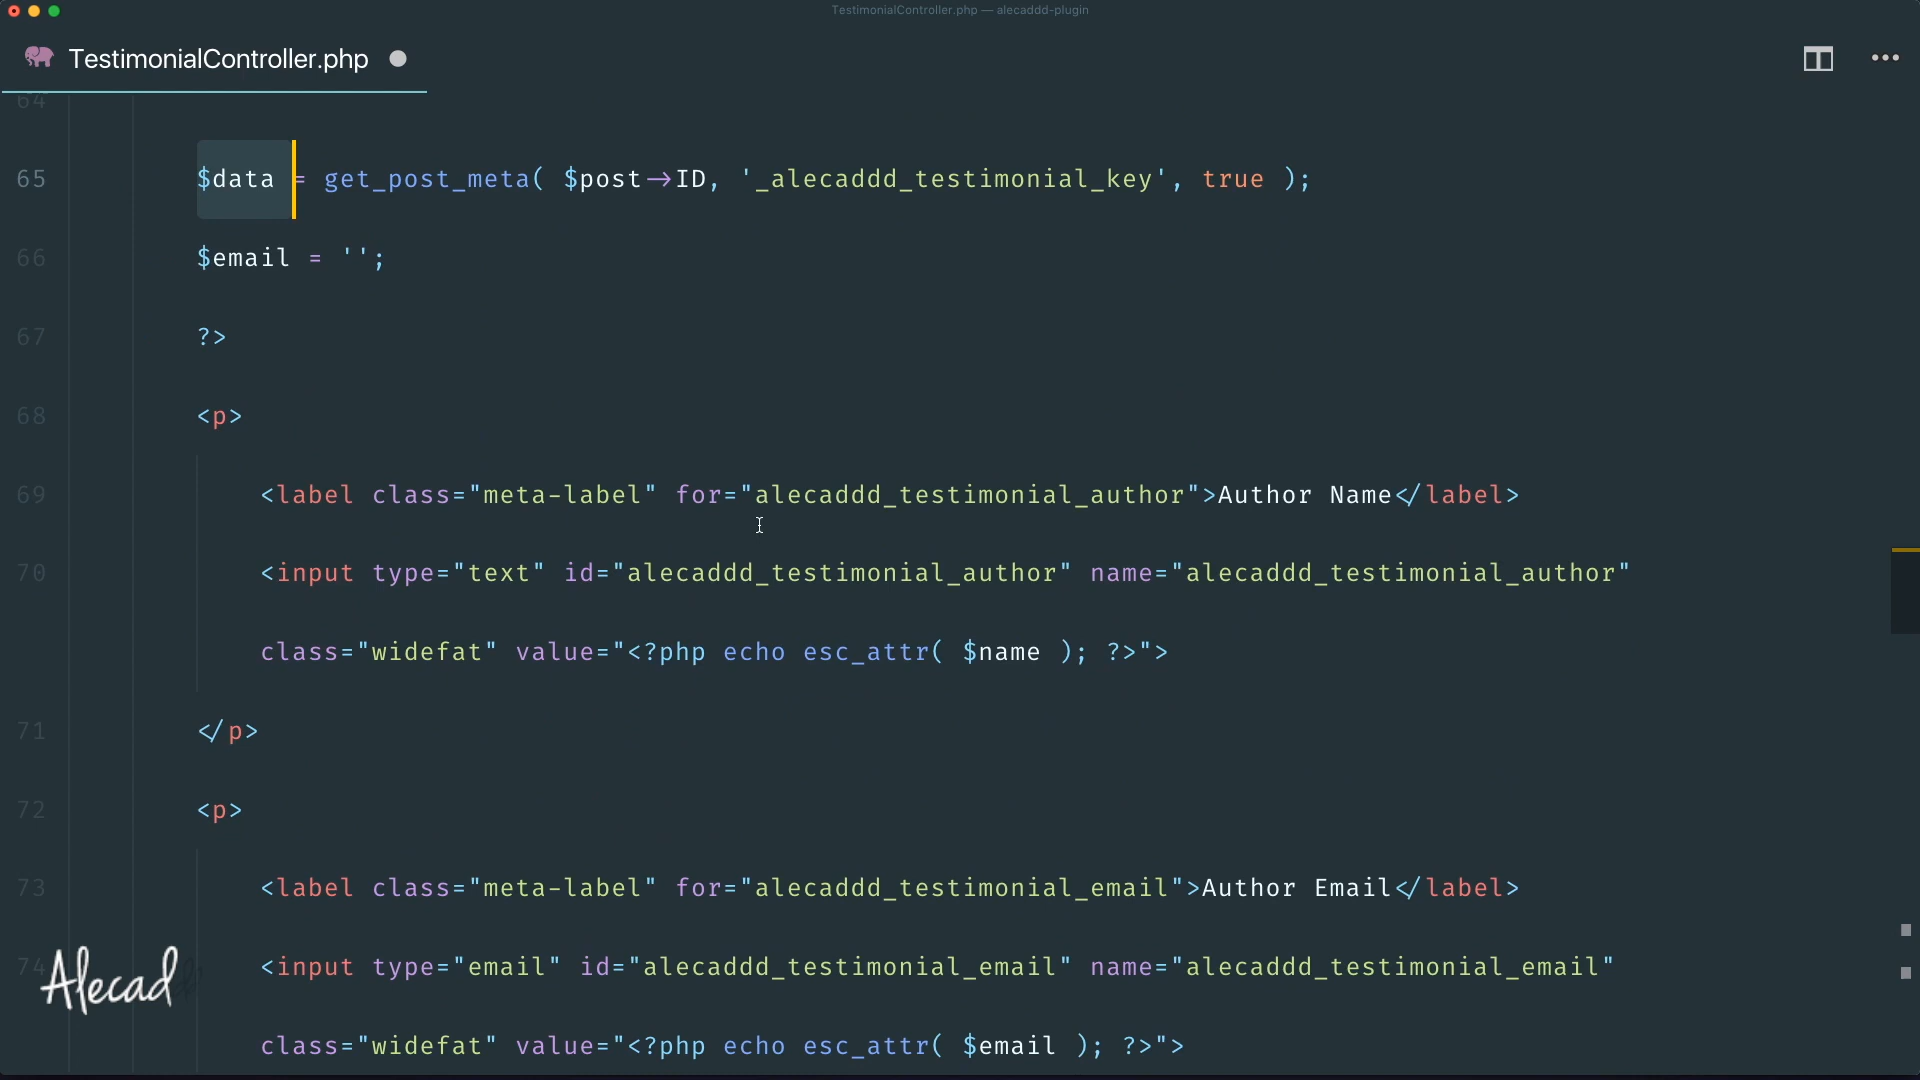 TestimonialController.php — alecaddd-plugin
TestimonialController.php
64
65 $data = get_post_meta( $post->ID, '_alecaddd_testimonial_key', true );
66 $email = '';
67 ?>
68 <p>
69 <label class="meta-label" for="alecaddd_testimonial_author">Author Name</label>
70 <input type="text" id="alecaddd_testimonial_author" name="alecaddd_testimonial_author"
class="widefat" value="<?php echo esc_attr( $name ); ?>">
71 </p>
72 <p>
73 <label class="meta-label" for="alecaddd_testimonial_email">Author Email</label>
74 <input type="email" id="alecaddd_testimonial_email" name="alecaddd_testimonial_email"
Alecad
class="widefat" value="<?php echo esc_attr( $email ); ?>">